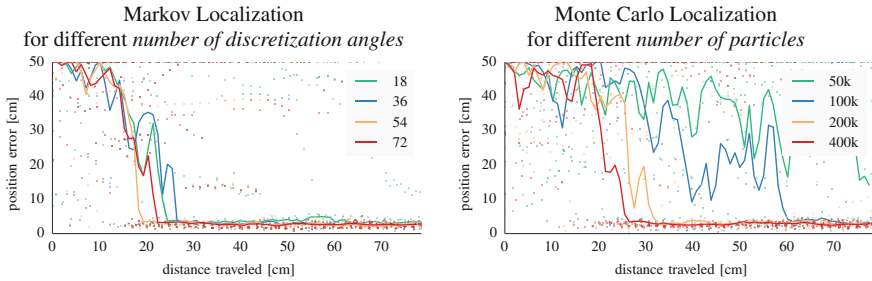 Markov Localization
for different number of discretization angles
50
40
30
20
10
0
position error [cm]
18
36
54
72
0 10 20 30 40 50 60 70
distance traveled [cm]
Monte Carlo Localization
for different number of particles
50
40
30
20
10
0
position error [cm]
50k
100k
200k
400k
0 10 20 30 40 50 60 70
distance traveled [cm]